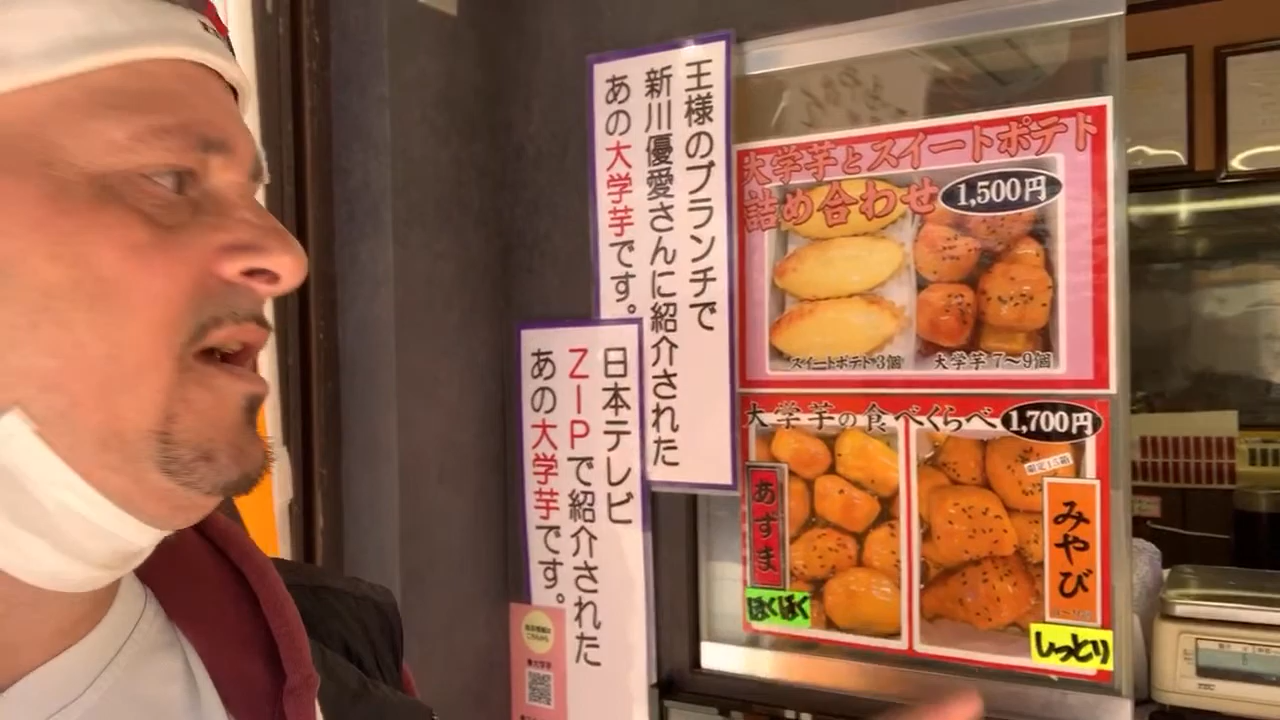 王様のブランチで
新川優愛さんに紹介された
あの大学芋です。
日本テレビ
ZIPで紹介された
あの大学芋です。
大学芋とスイートポテト
詰め合わせ
1,500円
スイートポテト3個
大学芋7〜9個
大学芋の食べくらべ
1,700円
限定15箱
あずま
ほくほく
みやび
しっとり